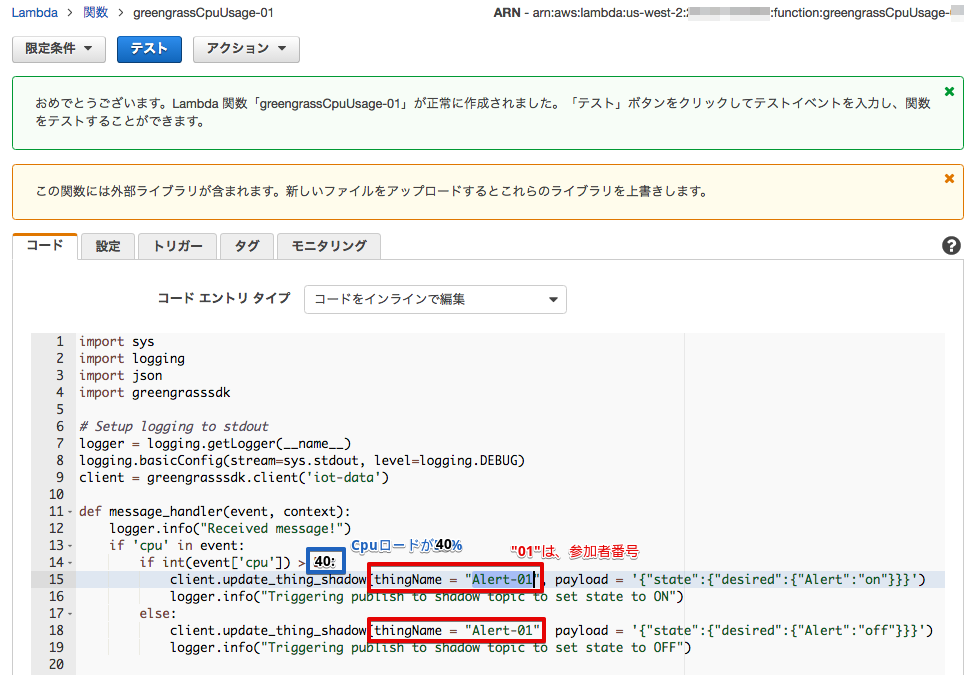 Lambda > 関数 > greengrassCpuUsage-01
ARN - arn:aws:lambda:us-west-2: :function:greengrassCpuUsage-
限定条件 テスト アクション
おめでとうございます。Lambda 関数「greengrassCpuUsage-01」が正常に作成されました。「テスト」ボタンをクリックしてテストイベントを入力し、関数
をテストすることができます。
この関数には外部ライブラリが含まれます。新しいファイルをアップロードするとこれらのライブラリを上書きします。
コード 設定 トリガー タグ モニタリング
コード エントリ タイプ コードをインラインで編集
1 import sys
2 import logging
3 import json
4 import greengrasssdk
5
6 # Setup logging to stdout
7 logger = logging.getLogger(__name__)
8 logging.basicConfig(stream=sys.stdout, level=logging.DEBUG)
9 client = greengrasssdk.client('iot-data')
10
11 def message_handler(event, context):
12 logger.info("Received message!")
13 if 'cpu' in event:
Cpuロードが40% "01"は、参加者番号
14 if int(event['cpu']) > 40:
15 client.update_thing_shadow(thingName = "Alert-01", payload = '{"state":{"desired":{"Alert":"on"}}}')
16 logger.info("Triggering publish to shadow topic to set state to ON")
17 else:
18 client.update_thing_shadow(thingName = "Alert-01" payload = '{"state":{"desired":{"Alert":"off"}}}')
19 logger.info("Triggering publish to shadow topic to set state to OFF")
20